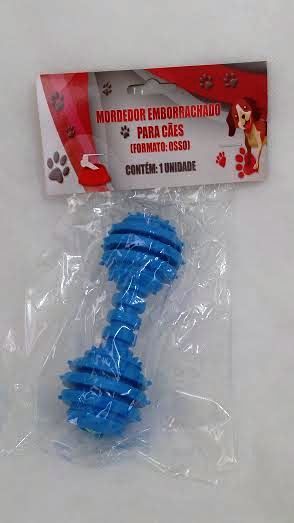 MORDEDOR EMBORRACHADO
PARA CÃES
(FORMATO: OSSO)
CONTÉM: 1 UNIDADE